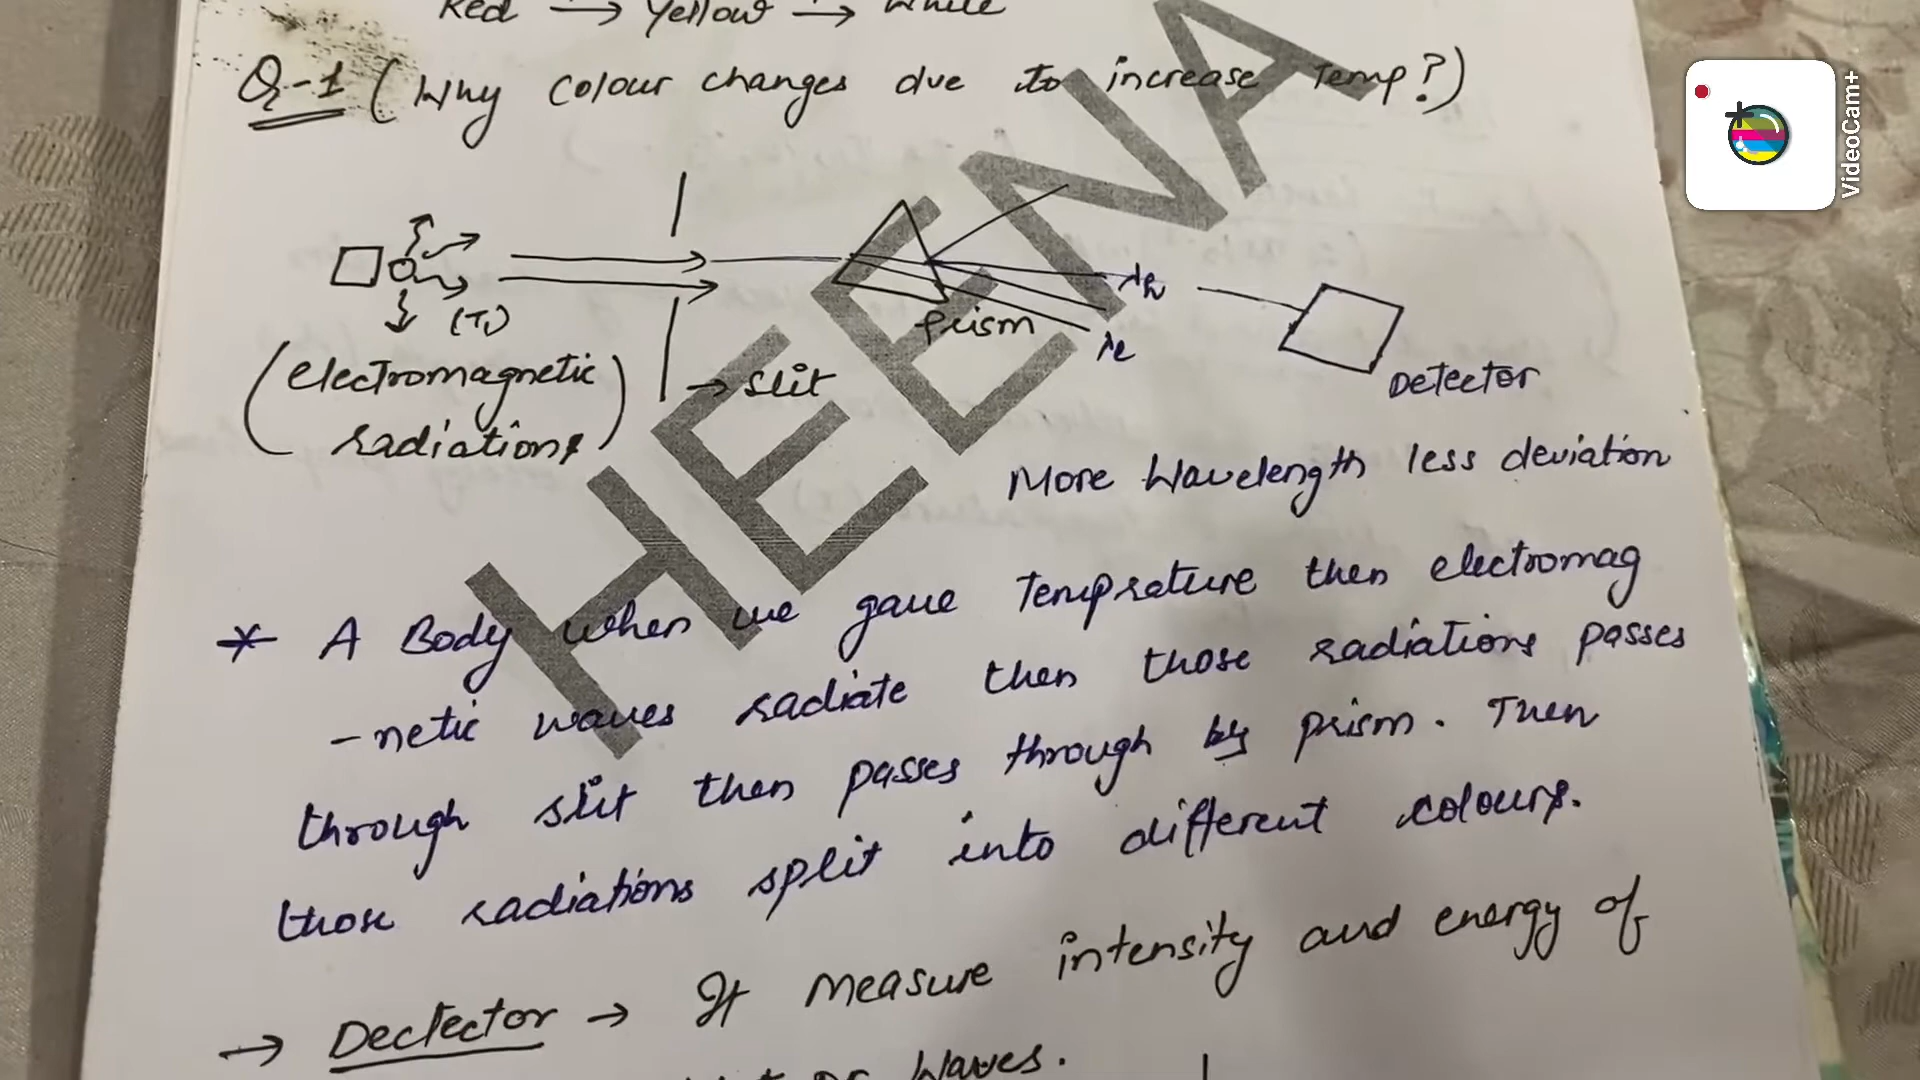 Red → Yellow → White
Q-1 (Why colour changes due to increase Temp?)
(T1)
(electromagnetic
radiations)
→ slit
Prism
Detector
More Wavelength less deviation
* A Body when we gave Temprature then electromag
-netic waves radiate then those radiations passes
through slit then passes through by prism. Then
those radiations split into different colours.
→ Dectector → It measure intensity and energy of
Waves.
HEENA
VideoCam+